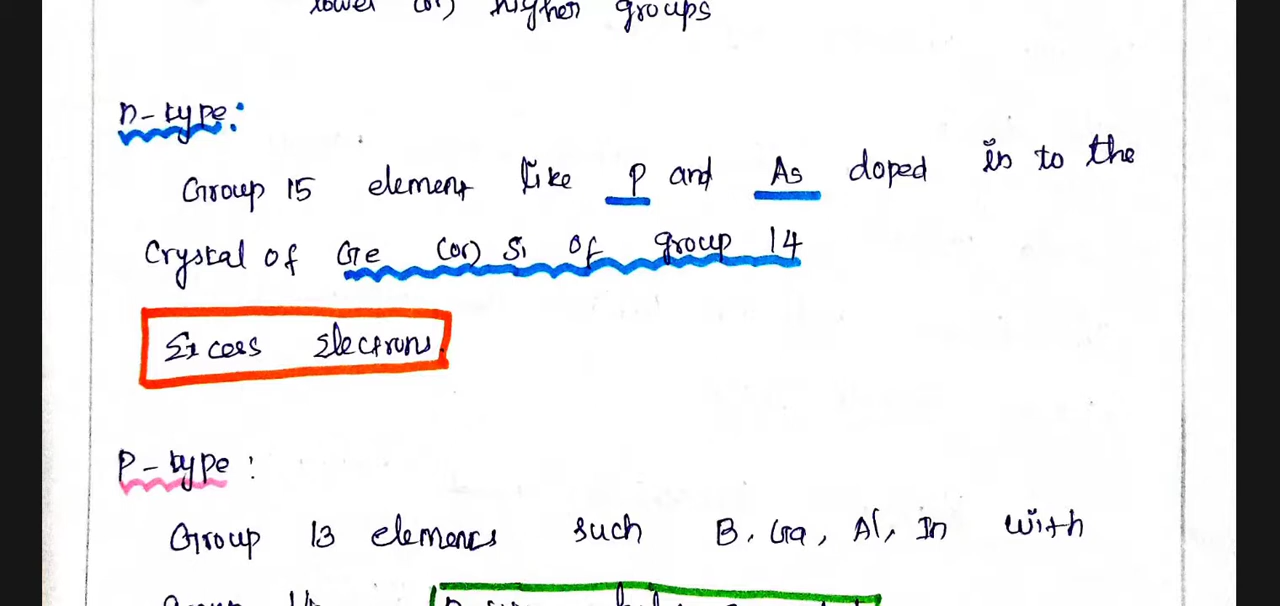 lower (or) higher groups
n-type:
Group 15 element like P and As doped in to the
Crystal of Ge (or) Si of group 14
Excess Electrons.
P-type:
Group 13 elements such B, Ga, Al, In with